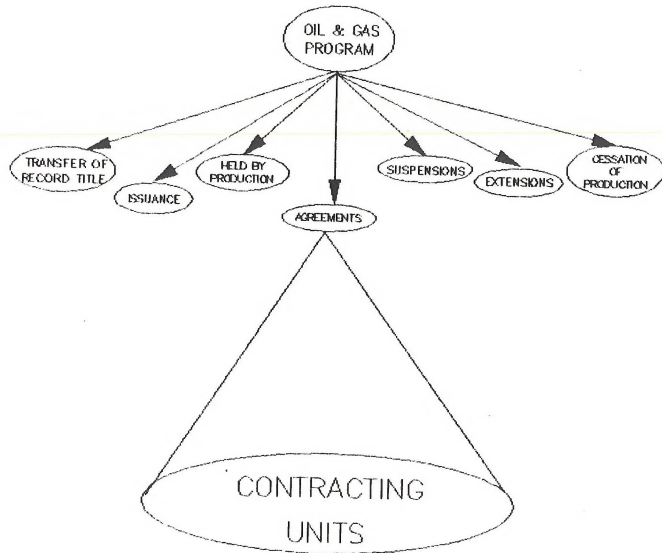 OIL & GAS
PROGRAM
TRANSFER OF
RECORD TITLE
ISSUANCE
HELD BY
PRODUCTION
AGREEMENTS
SUSPENSIONS
EXTENSIONS
CESSATION
OF
PRODUCTION
CONTRACTING
UNITS